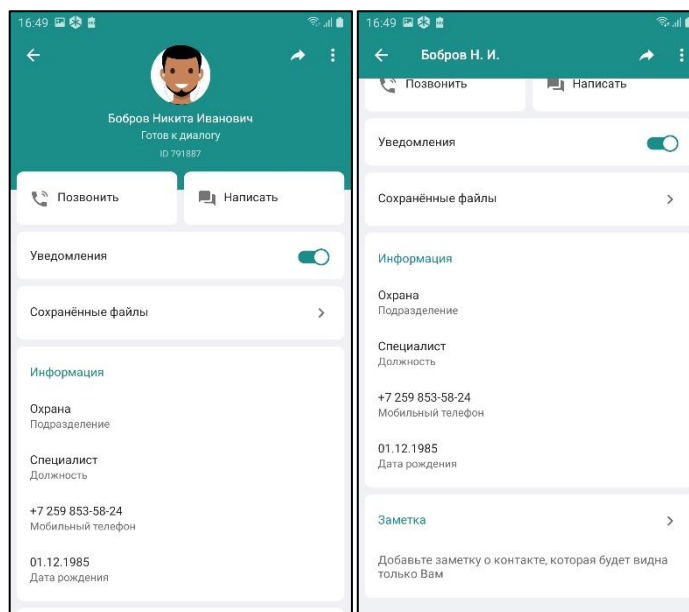 16:49
Бобров Никита Иванович
Готов к диалогу
ID 791887
Позвонить
Написать
Уведомления
Сохранённые файлы
Информация
Охрана
Подразделение
Специалист
Должность
+7 259 853-58-24
Мобильный телефон
01.12.1985
Дата рождения
16:49
Бобров Н. И.
Позвонить
Написать
Уведомления
Сохранённые файлы
Информация
Охрана
Подразделение
Специалист
Должность
+7 259 853-58-24
Мобильный телефон
01.12.1985
Дата рождения
Заметка
Добавьте заметку о контакте, которая будет видна
только Вам